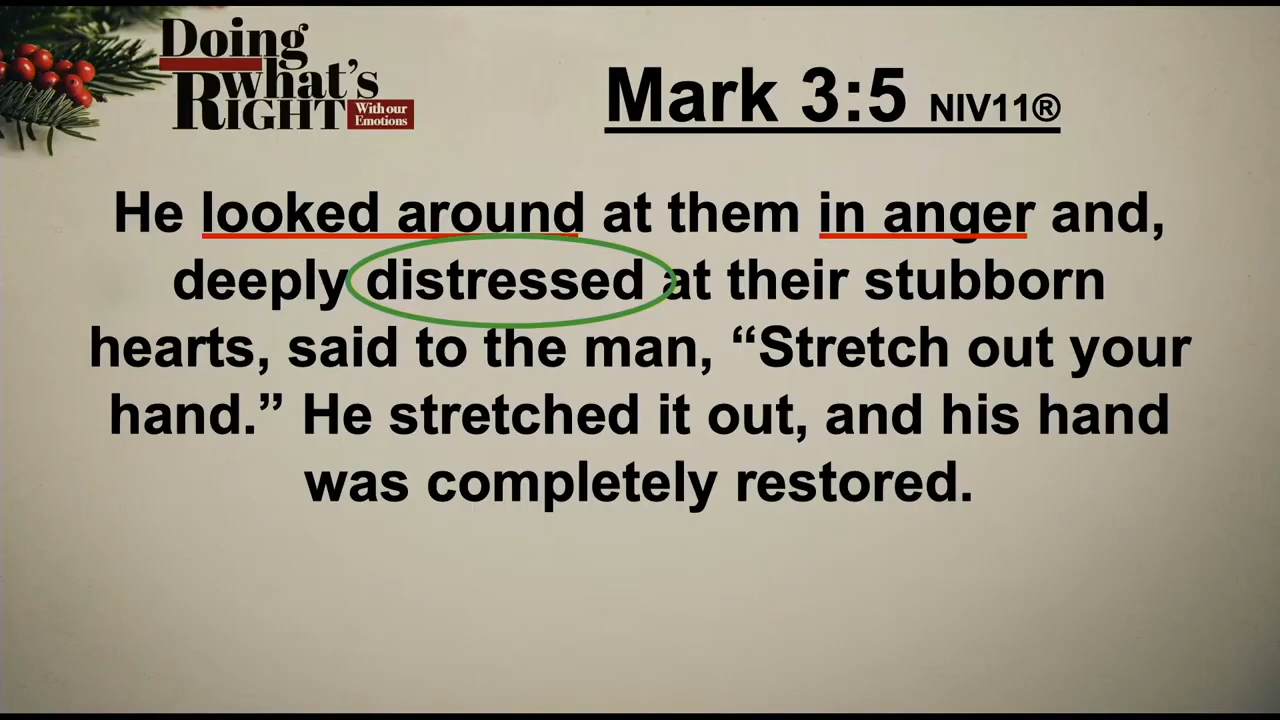 Doing
what's
RIGHT
With our
Emotions
Mark 3:5 NIV11®
He looked around at them in anger and,
deeply distressed at their stubborn
hearts, said to the man, “Stretch out your
hand.” He stretched it out, and his hand
was completely restored.